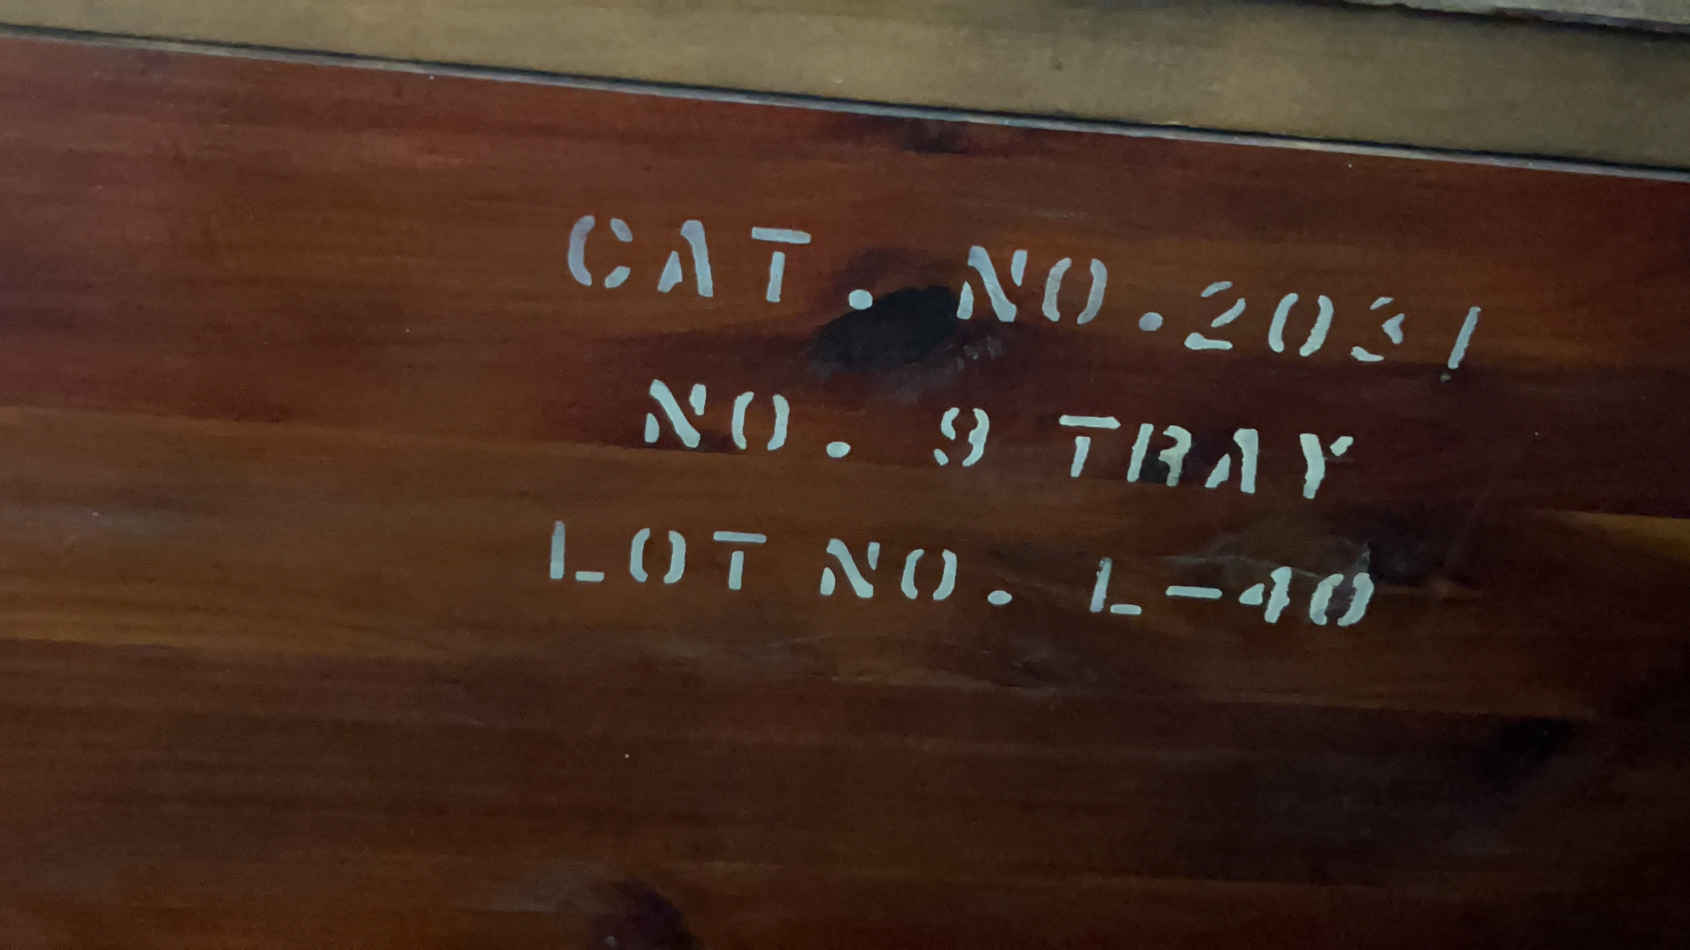 CAT. NO.2031
NO. 9 TRAY
LOT NO. L-40